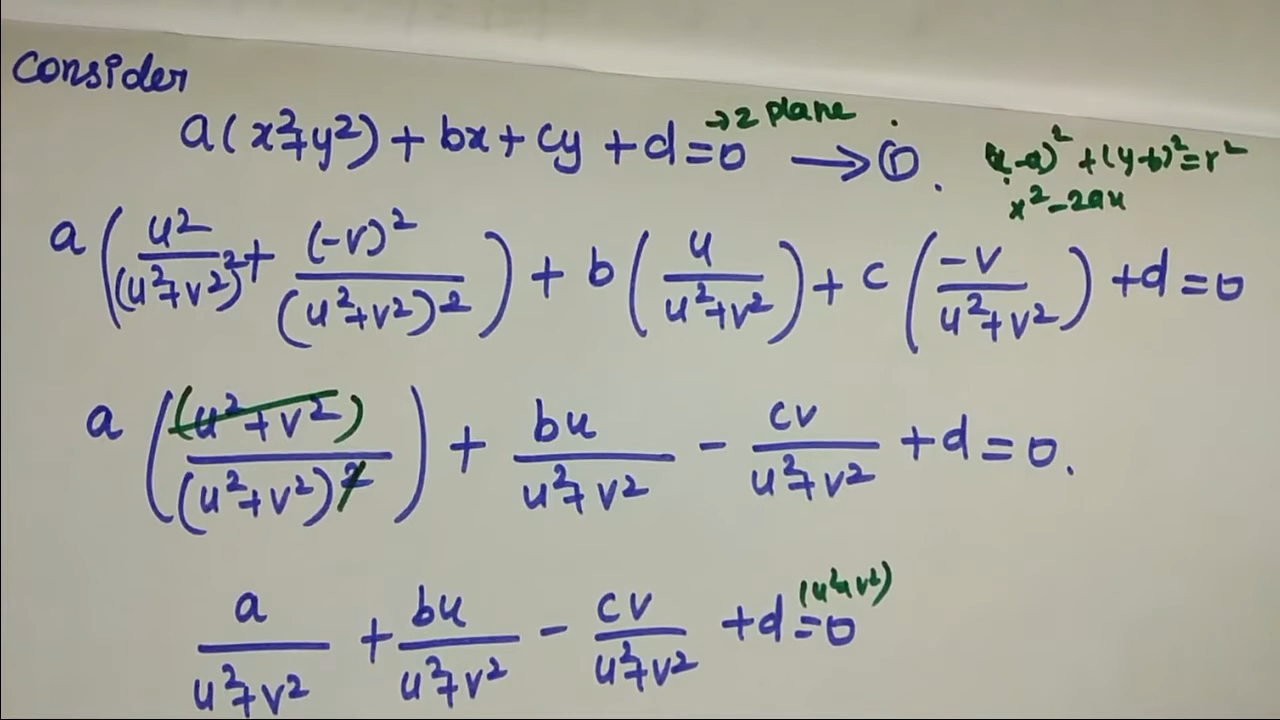 Consider
a(x²+y²) + bx + cy + d = 0 → z plane → ① .
(x-a)² + (y-b)² = r²
x² - 2ax
a ( u²/(u²+v²)² + (-v)²/(u²+v²)² ) + b ( u/(u²+v²) ) + c ( -v/(u²+v²) ) + d = 0
a ( (u²+v²)/(u²+v²)² ) + bu/(u²+v²) - cv/(u²+v²) + d = 0.
a/(u²+v²) + bu/(u²+v²) - cv/(u²+v²) + d (u²+v²) = 0